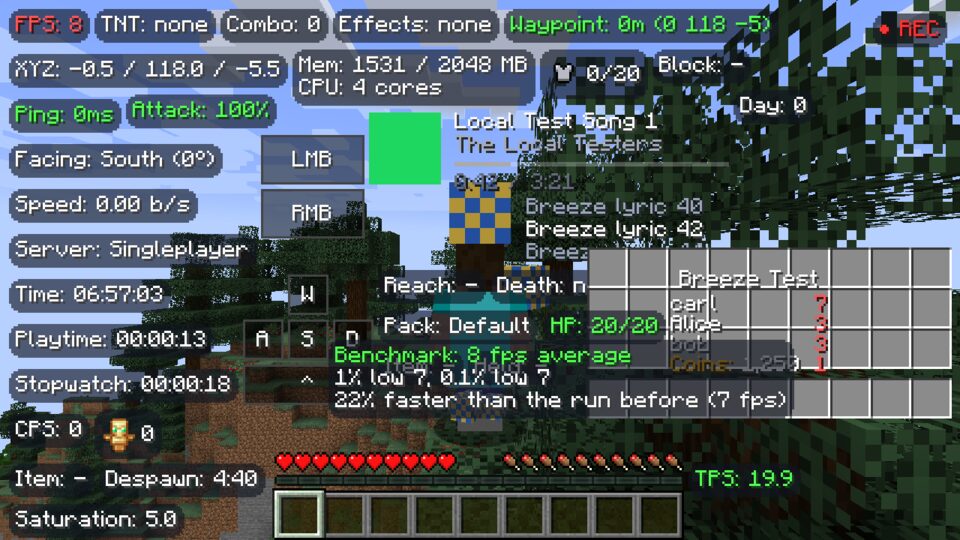 FPS: 8
TNT: none
Combo: 0
Effects: none
Waypoint: 0m (0 118 -5)
● REC
XYZ: -0.5 / 118.0 / -5.5
Mem: 1531 / 2048 MB
CPU: 4 cores
0/20
Block: -
Day: 0
Ping: 0ms
Attack: 100%
Local Test Song 1
The Local Testers
0:42
3:21
Facing: South (0°)
LMB
RMB
Speed: 0.00 b/s
Breeze lyric 40
Breeze lyric 42
Breeze
Server: Singleplayer
Time: 06:57:03
W
Reach: -
Death: n
Breeze Test
carl 7
Alice 3
bob 3
Coins: 1,250 1
Playtime: 00:00:13
A S D
Pack: Default
HP: 20/20
Benchmark: 8 fps average
1% low 7, 0.1% low 7
22% faster than the run before (7 fps)
Stopwatch: 00:00:18
^
CPS: 0
0
Item: -
Despawn: 4:40
TPS: 19.9
Saturation: 5.0